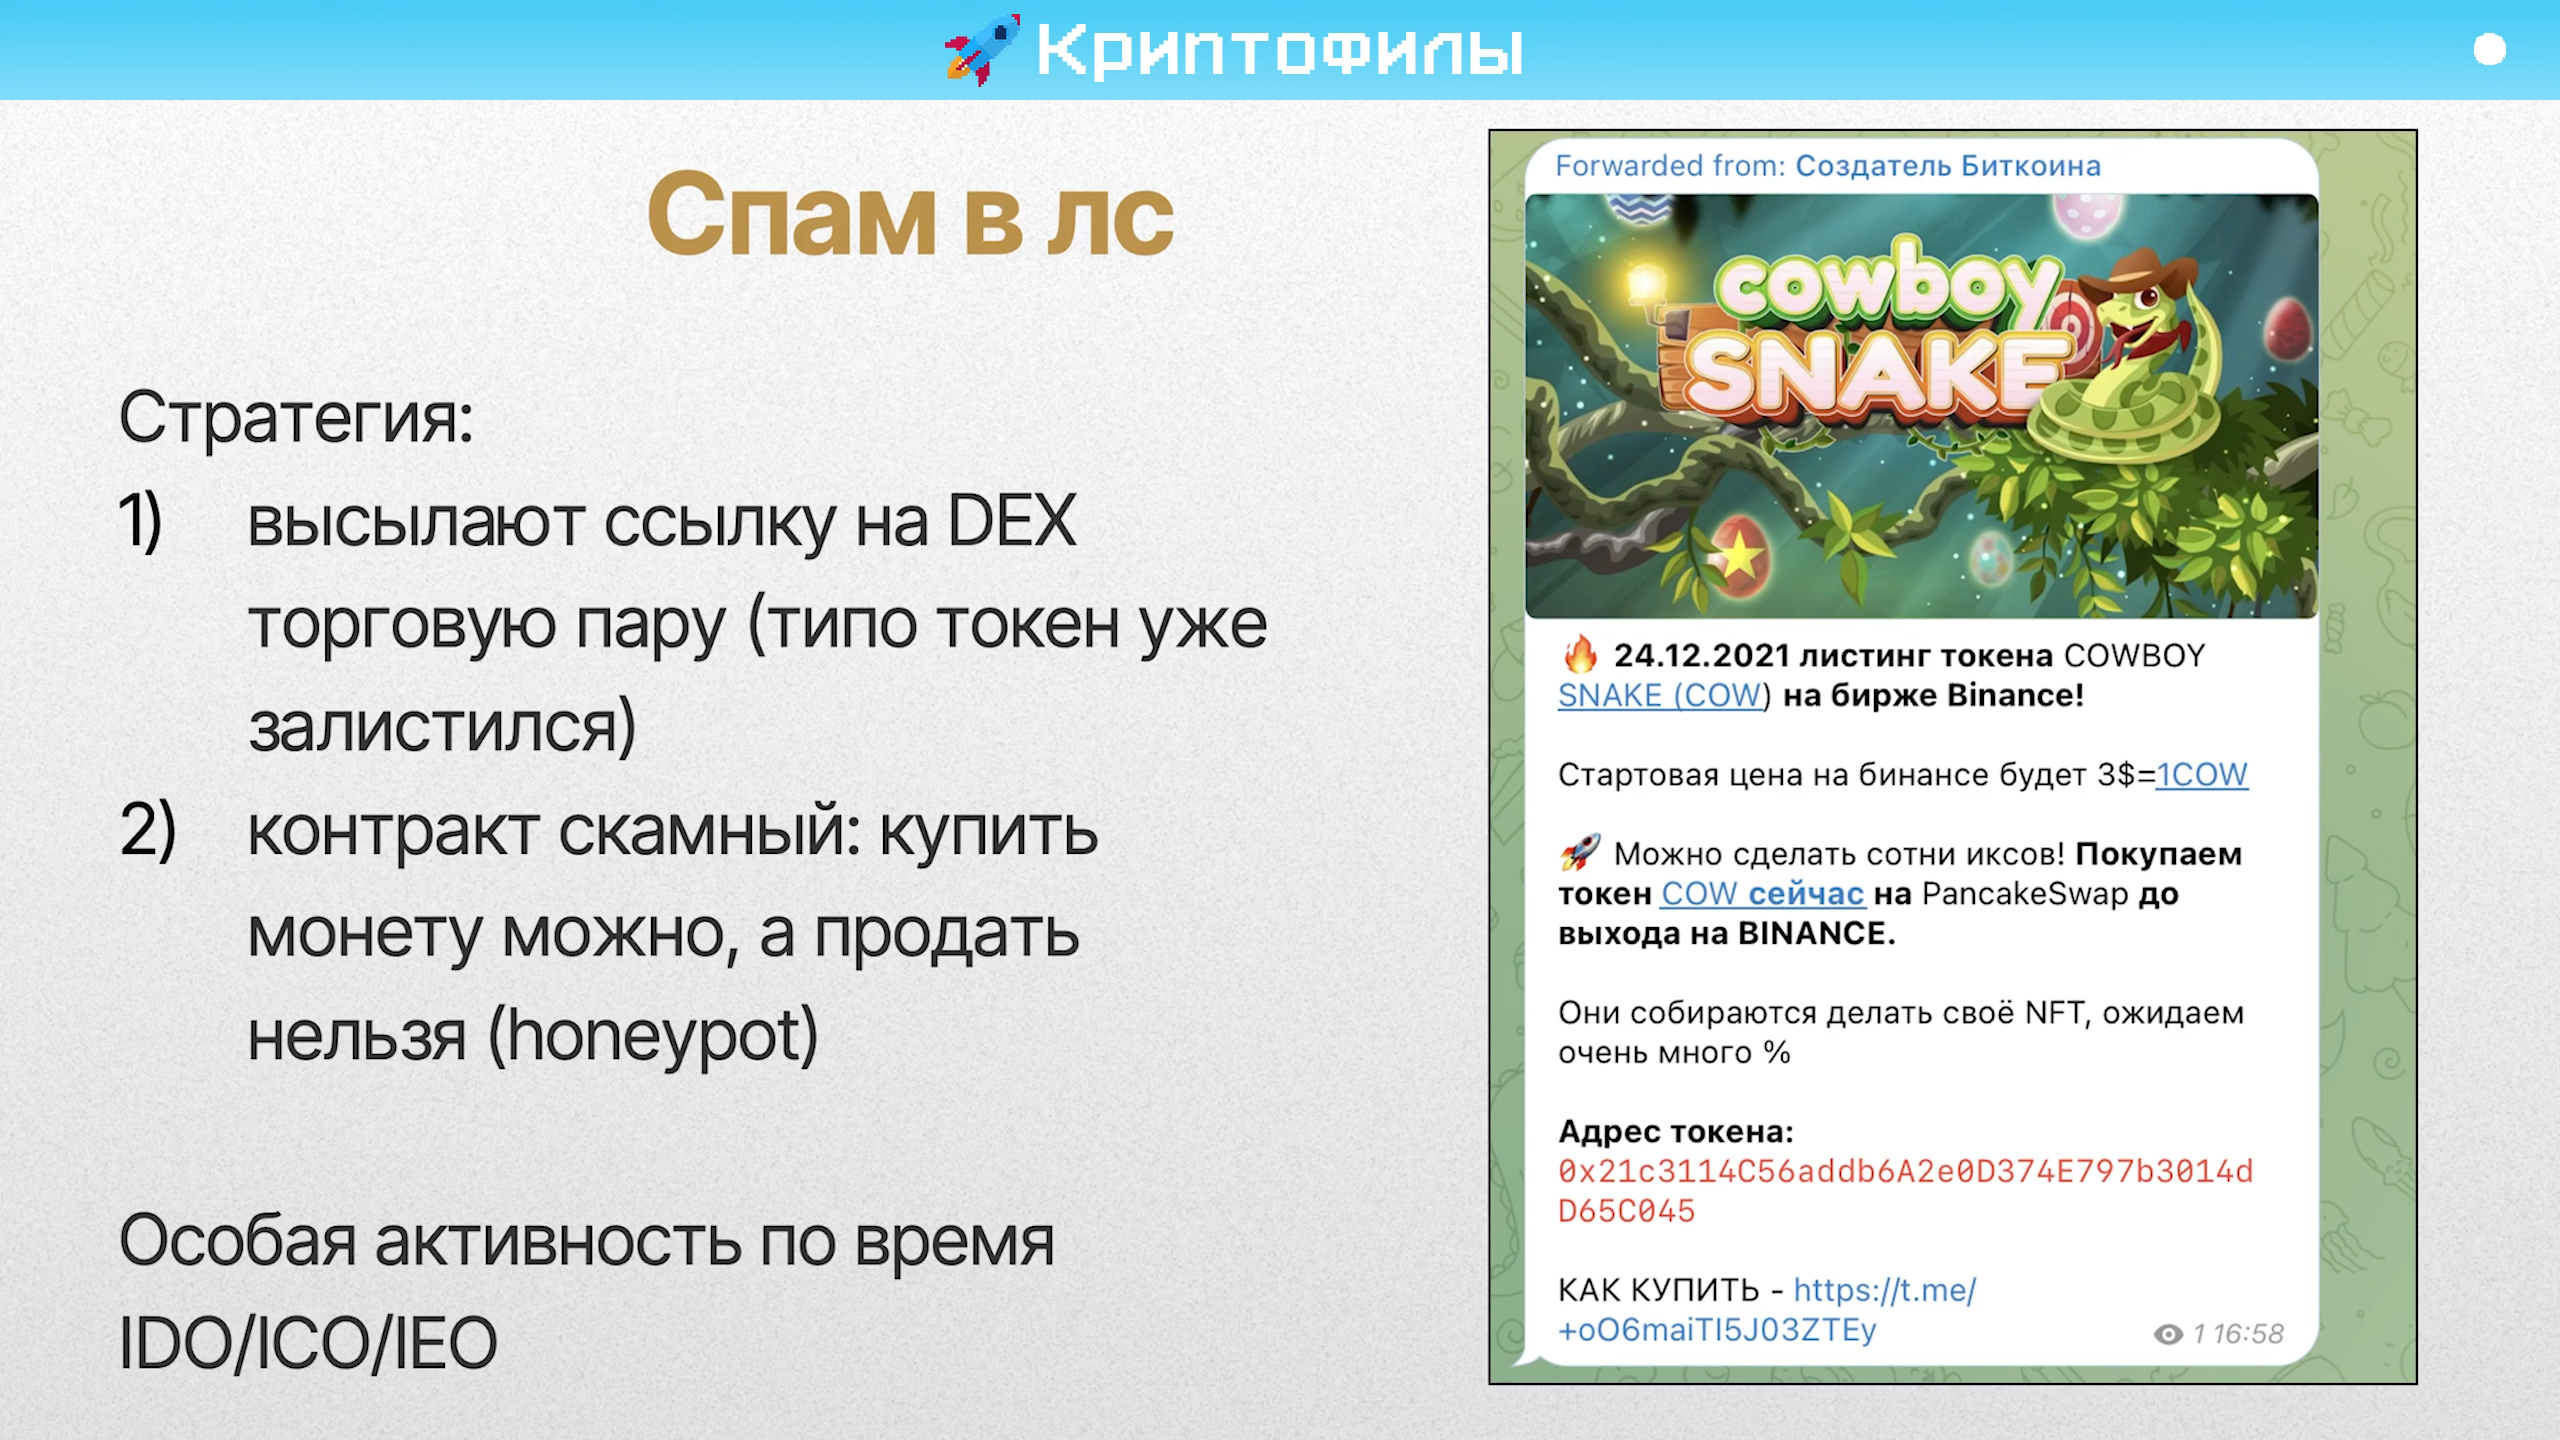 Криптофилы
Спам в лс
Стратегия:
1) высылают ссылку на DEX
торговую пару (типо токен уже
залистился)
2) контракт скамный: купить
монету можно, а продать
нельзя (honeypot)
Особая активность по время
IDO/ICO/IEO
Forwarded from: Создатель Биткоина
cowboy
SNAKE
🔥 24.12.2021 листинг токена COWBOY
SNAKE (COW) на бирже Binance!
Стартовая цена на бинансе будет 3$=1COW
🚀 Можно сделать сотни иксов! Покупаем
токен COW сейчас на PancakeSwap до
выхода на BINANCE.
Они собираются делать своё NFT, ожидаем
очень много %
Адрес токена:
0x21c3114C56addb6A2e0D374E797b3014d
D65C045
КАК КУПИТЬ - https://t.me/
+oO6maiTI5J03ZTEy
1 16:58